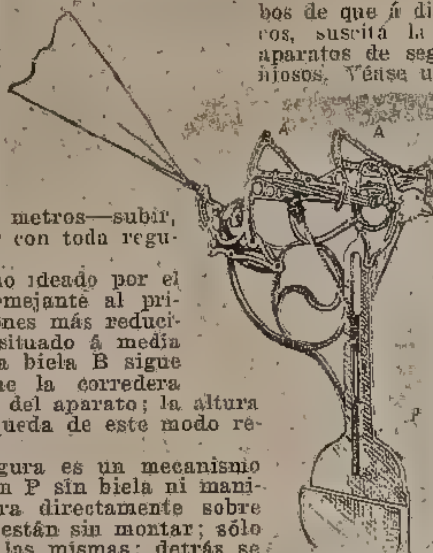 bos de que á di
ros, suscita la
aparatos de seg
niosos. Véase u
A A
metros—subir,
con toda regu-
o ideado por el
emejante al pri-
ones más reduci-
situado á media
a biela B sigue
ne la corredera
del aparato; la altura
ueda de este modo re-
gura es un mecanismo
n P sin biela ni mani-
ra directamente sobre
están sin montar; sólo
las mismas; detrás se